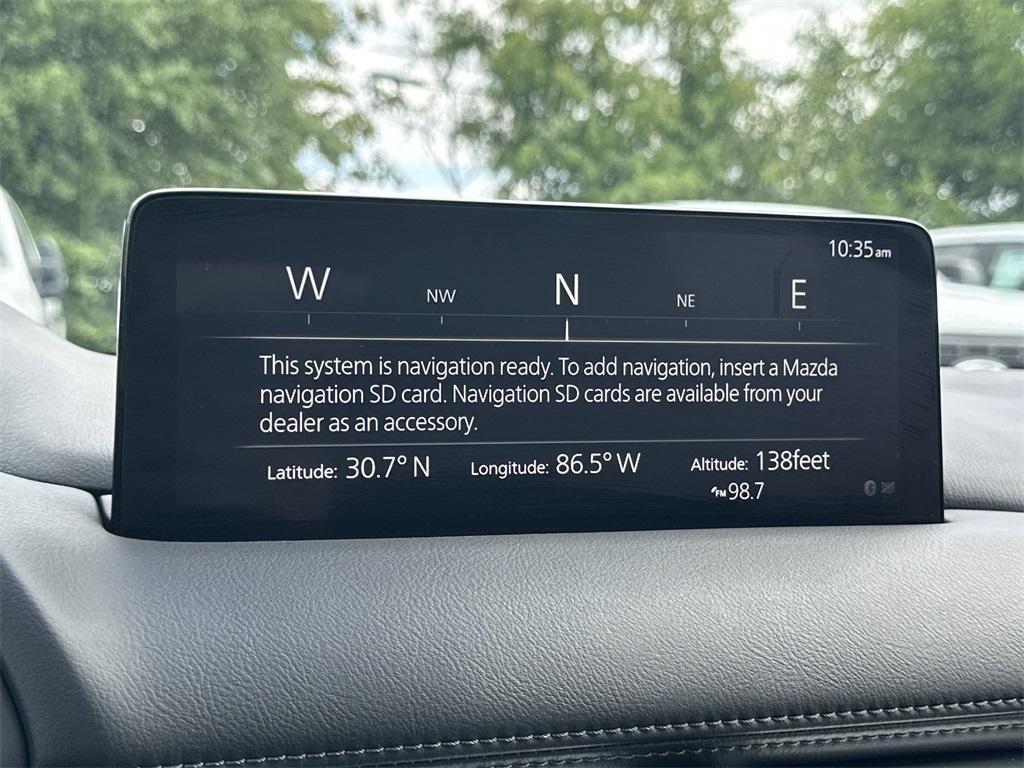 10:35am
W NW N NE E
This system is navigation ready. To add navigation, insert a Mazda
navigation SD card. Navigation SD cards are available from your
dealer as an accessory.
Latitude: 30.7° N Longitude: 86.5° W Altitude: 138feet
FM 98.7